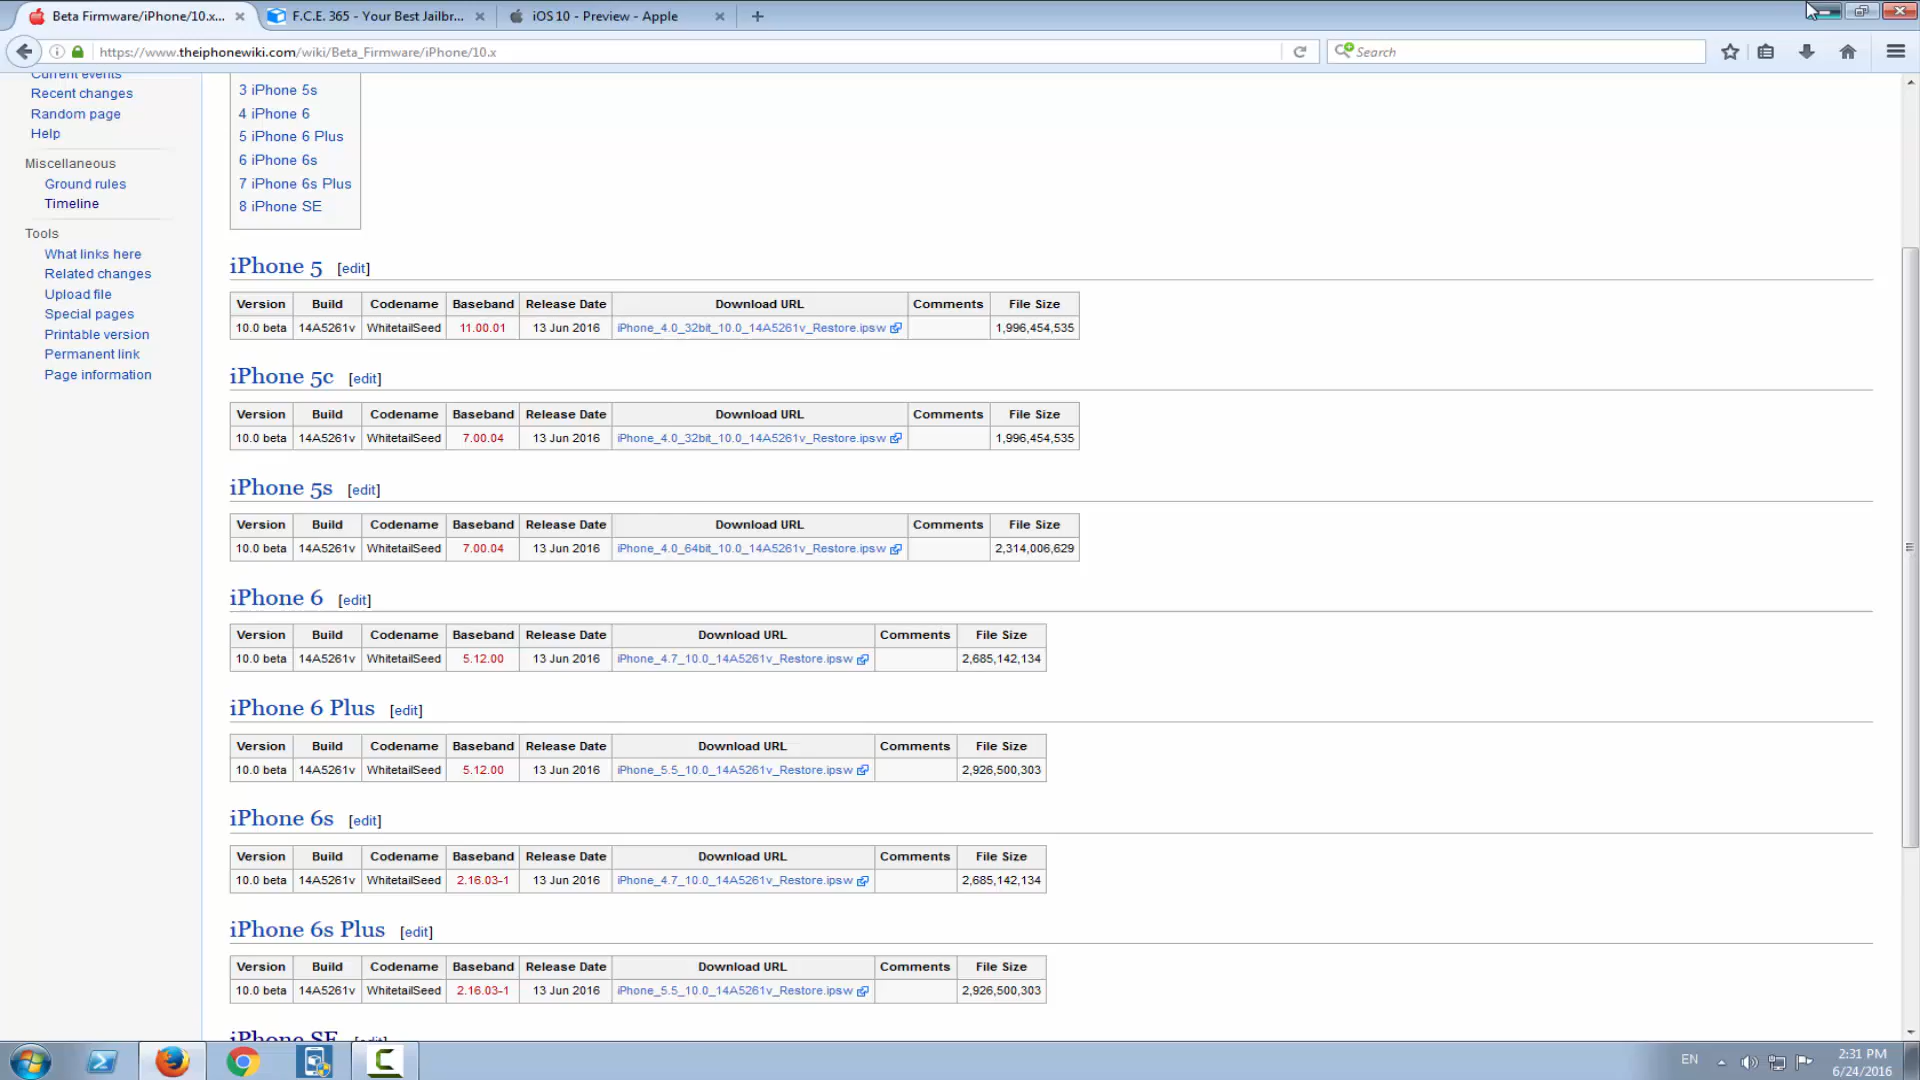 Beta Firmware/iPhone/10.x...
F.C.E. 365 - Your Best Jailbr...
iOS 10 - Preview - Apple
https://www.theiphonewiki.com/wiki/Beta_Firmware/iPhone/10.x
Search
Current events
Recent changes
Random page
Help
Miscellaneous
Ground rules
Timeline
Tools
What links here
Related changes
Upload file
Special pages
Printable version
Permanent link
Page information
3 iPhone 5s
4 iPhone 6
5 iPhone 6 Plus
6 iPhone 6s
7 iPhone 6s Plus
8 iPhone SE
iPhone 5 [edit]
Version Build Codename Baseband Release Date Download URL Comments File Size
10.0 beta 14A5261v WhitetailSeed 11.00.01 13 Jun 2016 iPhone_4.0_32bit_10.0_14A5261v_Restore.ipsw 1,996,454,535
iPhone 5c [edit]
Version Build Codename Baseband Release Date Download URL Comments File Size
10.0 beta 14A5261v WhitetailSeed 7.00.04 13 Jun 2016 iPhone_4.0_32bit_10.0_14A5261v_Restore.ipsw 1,996,454,535
iPhone 5s [edit]
Version Build Codename Baseband Release Date Download URL Comments File Size
10.0 beta 14A5261v WhitetailSeed 7.00.04 13 Jun 2016 iPhone_4.0_64bit_10.0_14A5261v_Restore.ipsw 2,314,006,629
iPhone 6 [edit]
Version Build Codename Baseband Release Date Download URL Comments File Size
10.0 beta 14A5261v WhitetailSeed 5.12.00 13 Jun 2016 iPhone_4.7_10.0_14A5261v_Restore.ipsw 2,685,142,134
iPhone 6 Plus [edit]
Version Build Codename Baseband Release Date Download URL Comments File Size
10.0 beta 14A5261v WhitetailSeed 5.12.00 13 Jun 2016 iPhone_5.5_10.0_14A5261v_Restore.ipsw 2,926,500,303
iPhone 6s [edit]
Version Build Codename Baseband Release Date Download URL Comments File Size
10.0 beta 14A5261v WhitetailSeed 2.16.03-1 13 Jun 2016 iPhone_4.7_10.0_14A5261v_Restore.ipsw 2,685,142,134
iPhone 6s Plus [edit]
Version Build Codename Baseband Release Date Download URL Comments File Size
10.0 beta 14A5261v WhitetailSeed 2.16.03-1 13 Jun 2016 iPhone_5.5_10.0_14A5261v_Restore.ipsw 2,926,500,303
iPhone SE [edit]
EN
2:31 PM
6/24/2016